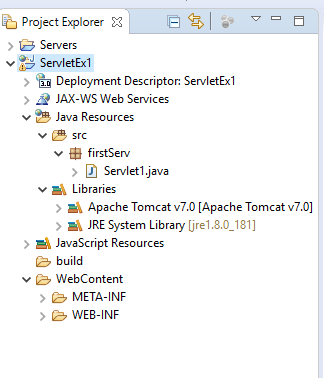 Project Explorer
Servers
ServletEx1
Deployment Descriptor: ServletEx1
JAX-WS Web Services
Java Resources
src
firstServ
Servlet1.java
Libraries
Apache Tomcat v7.0 [Apache Tomcat v7.0]
JRE System Library [jre1.8.0_181]
JavaScript Resources
build
WebContent
META-INF
WEB-INF